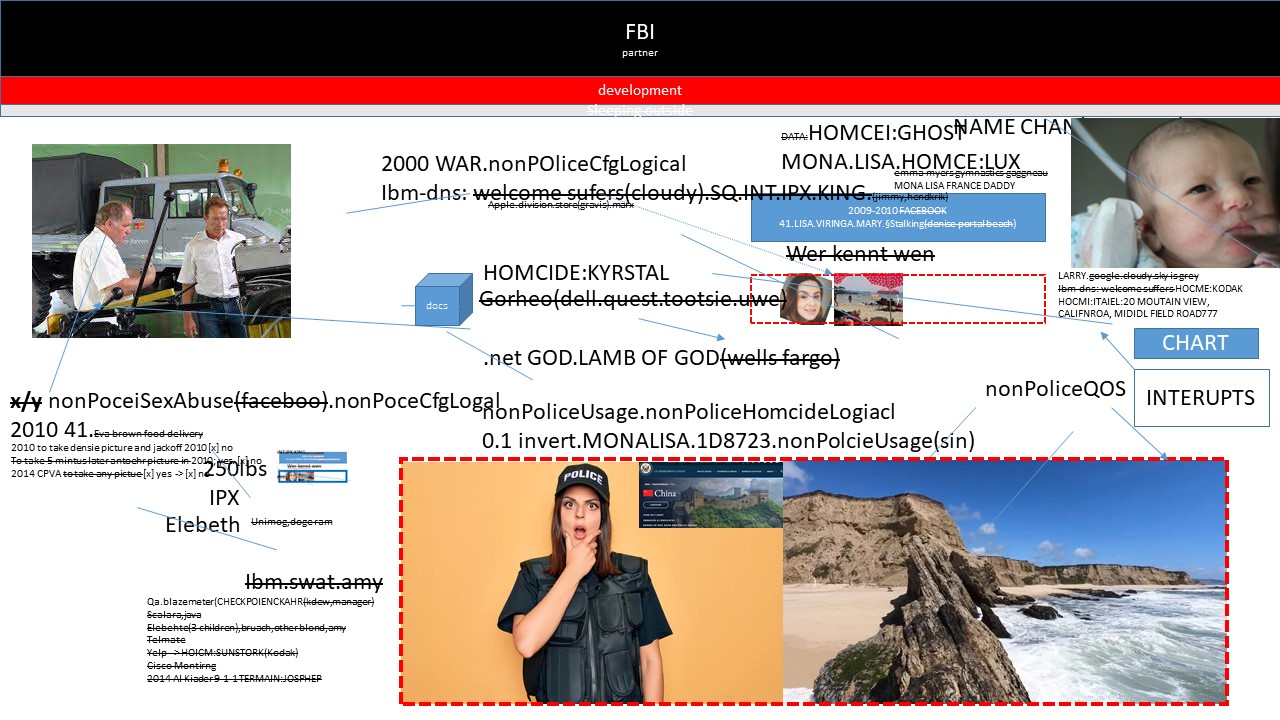 FBI
partner
development
sleeping outside
DATA:HOMCEI:GHOST
NAME CHAN
MONA.LISA.HOMCE:LUX
emma myers gymnastics gaggneau
MONA LISA FRANCE DADDY
2000 WAR.nonPOliceCfgLogical
Ibm-dns: welcome sufers(cloudy).SQ.INT.IPX.KING.(jimmy,hendrik)
Apple.division.store(gravis).marx
2009-2010 FACEBOOK
41.LISA.VIRINGA.MARY.§Stalking(denise portal beach)
Wer kennt wen
HOMCIDE:KYRSTAL
docs
Gorheo(dell.quest.tootsie.uwe)
LARRY.google.cloudy.sky is grey
Ibm-dns: welcome suffers HOCME:KODAK
HOCMI:ITAIEL:20 MOUTAIN VIEW,
CALIFNROA, MIDIDL FIELD ROAD777
CHART
.net GOD.LAMB OF GOD(wells fargo)
nonPoliceQOS
INTERUPTS
x/y nonPoceiSexAbuse(faceboo).nonPoceCfgLogal
2010 41.Eva brown food delivery
2010 to take densie picture and jackoff 2010 [x] no
To take 5 mintus later antoehr picture in 2010: yes [x] no
2014 CPVA to take any pictue [x] yes -> [x] n
nonPoliceUsage.nonPoliceHomcideLogiacl
0.1 invert.MONALISA.1D8723.nonPolcieUsage(sin)
250lbs
IPX
Elebeth
INT.IPX.KING
Wer kennt wen
Unimog,doge ram
Ibm.swat.amy
Qa.blazemeter(CHECKPOIENCKAHR(kdew,manager)
Scalara,java
Elebehte(3 children),bruach,other blond,amy
Telmate
Yelp -> HOICM:SUNSTORK(Kodak)
Cisco Montirng
2014 Al Kiader 9-1-1 TERMAIN:JOSPHEP
POLICE
China